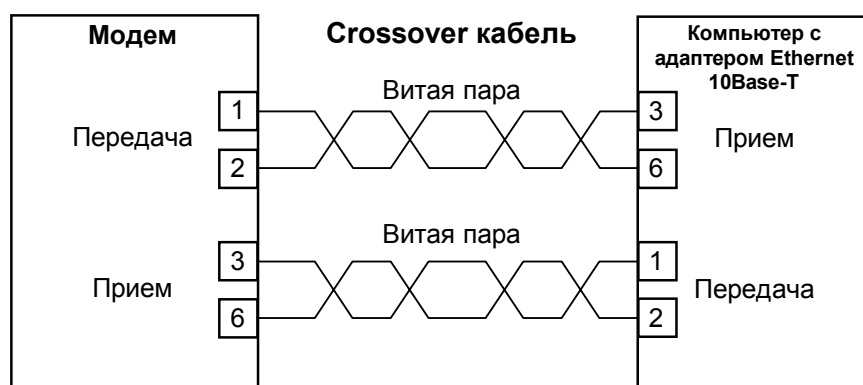 Модем
Crossover кабель
Компьютер с
адаптером Ethernet
10Base-T
Витая пара
1
3
Передача
Прием
2
6
Витая пара
3
1
Прием
Передача
6
2